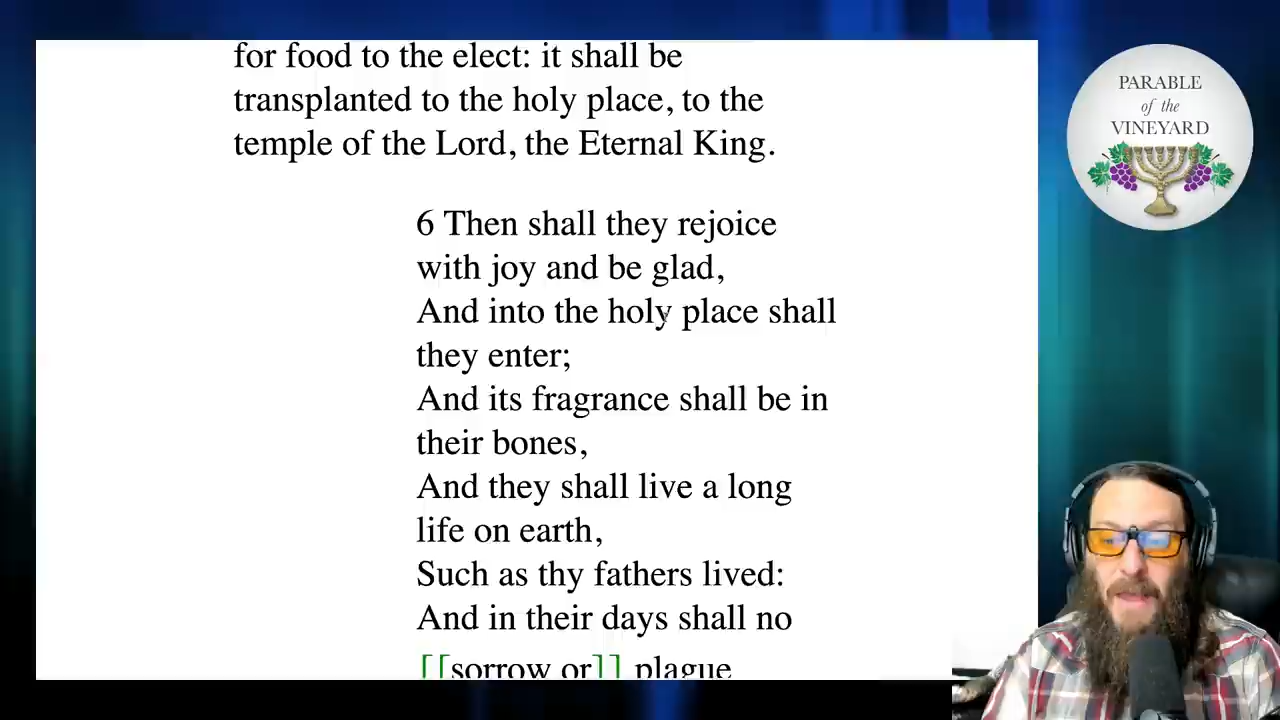 for food to the elect: it shall be
transplanted to the holy place, to the
temple of the Lord, the Eternal King.
6 Then shall they rejoice
with joy and be glad,
And into the holy place shall
they enter;
And its fragrance shall be in
their bones,
And they shall live a long
life on earth,
Such as thy fathers lived:
And in their days shall no
[[sorrow or]] plague
PARABLE
of the
VINEYARD